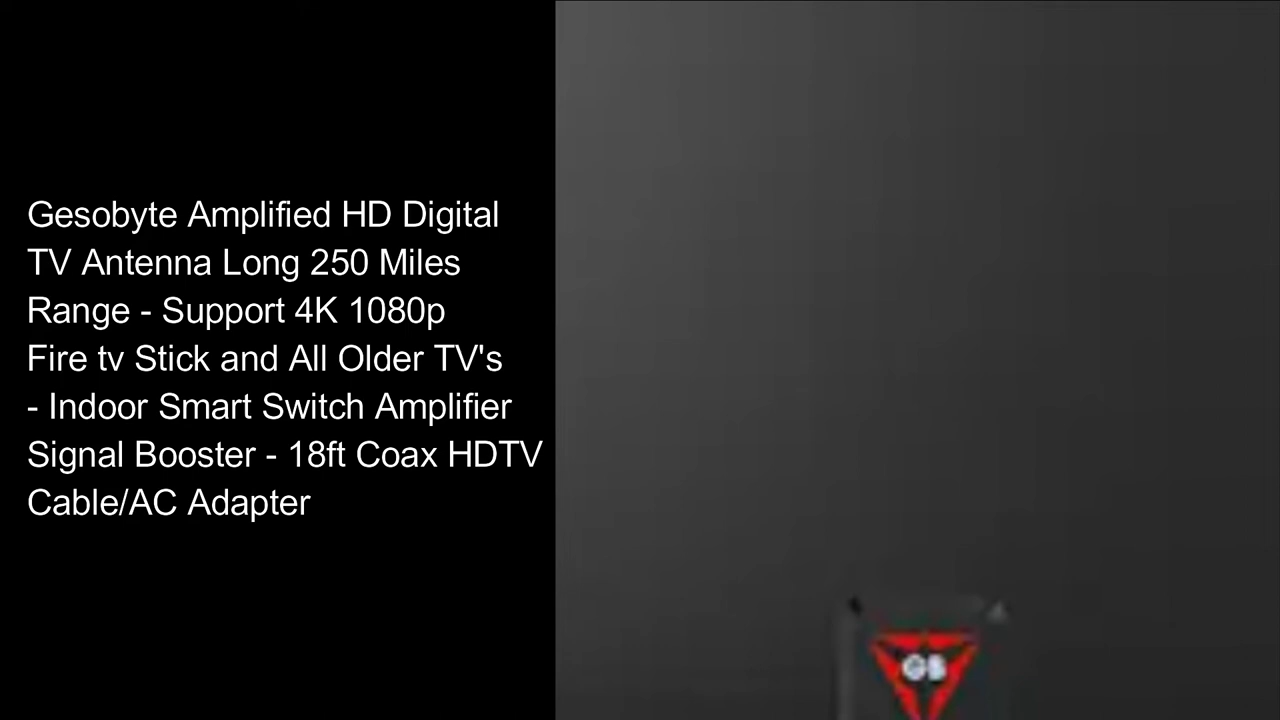 Gesobyte Amplified HD Digital
TV Antenna Long 250 Miles
Range - Support 4K 1080p
Fire tv Stick and All Older TV's
- Indoor Smart Switch Amplifier
Signal Booster - 18ft Coax HDTV
Cable/AC Adapter
GB